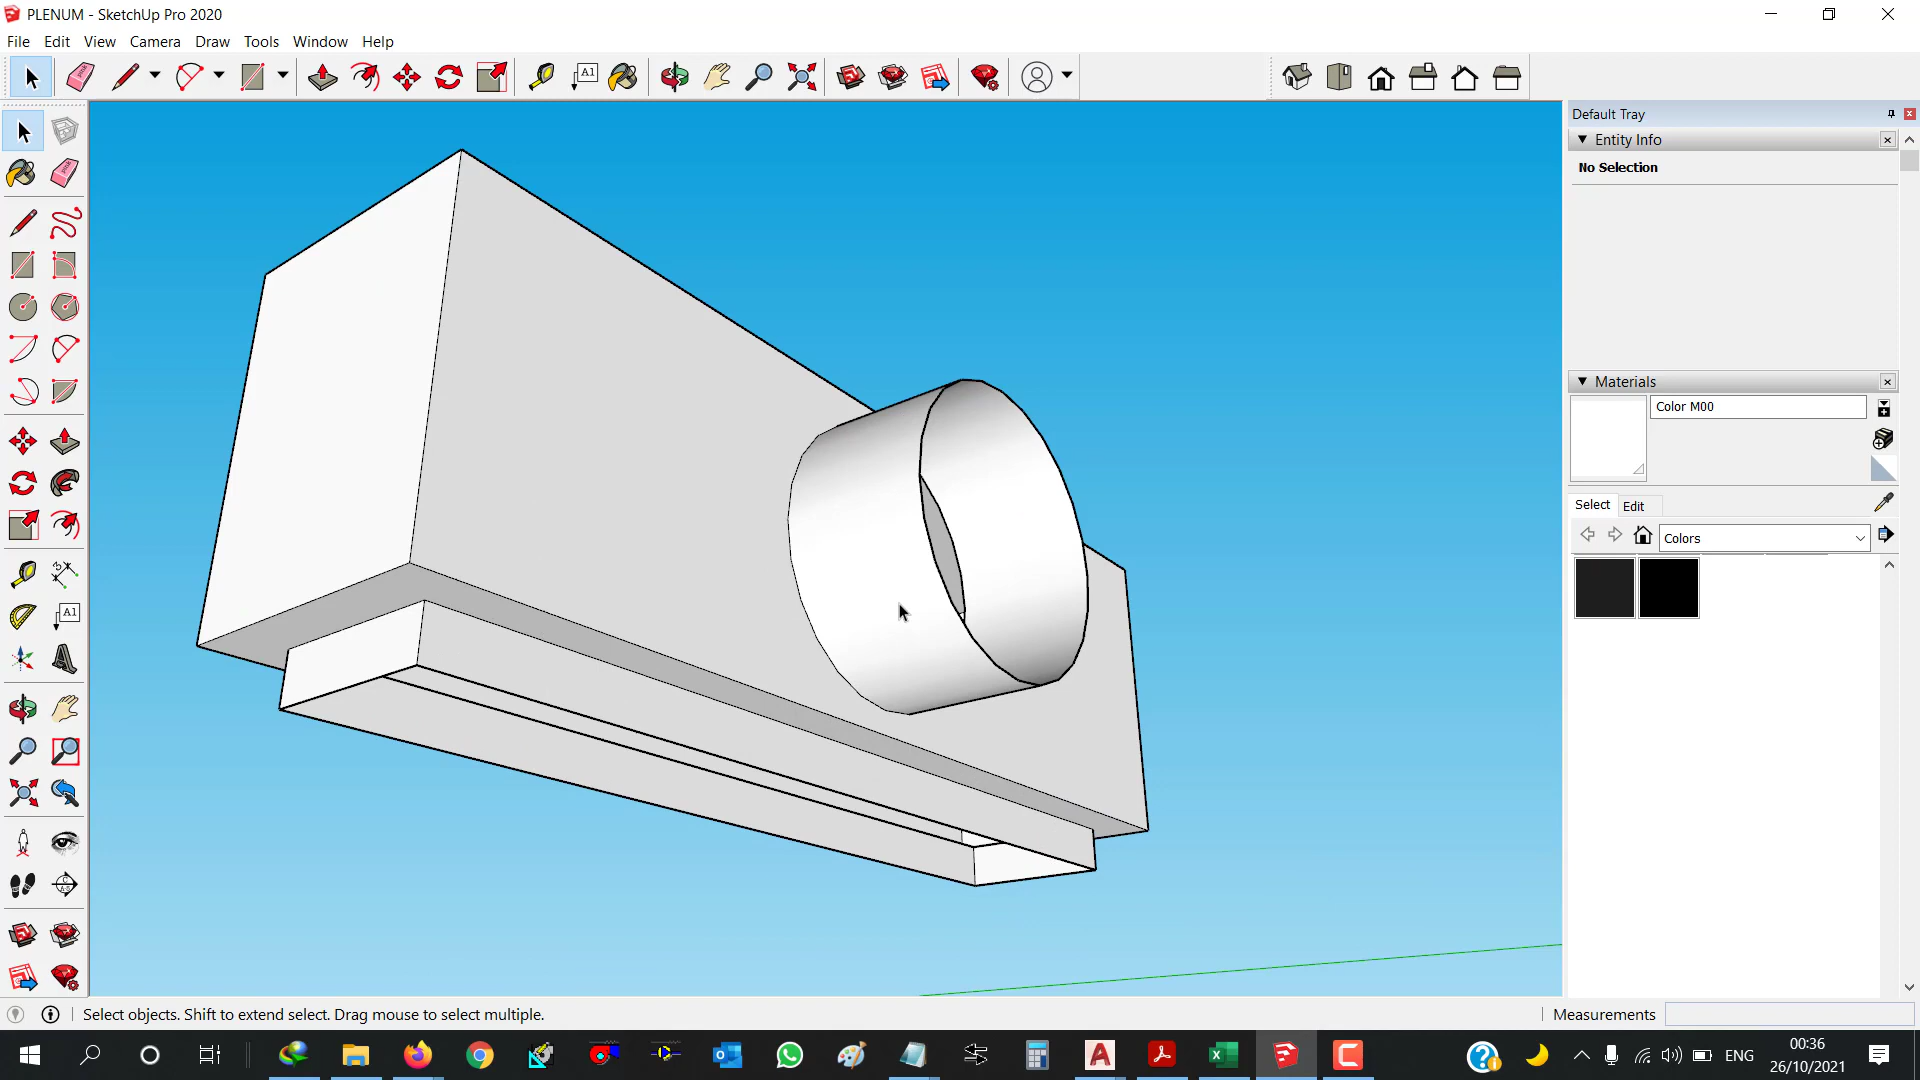 PLENUM - SketchUp Pro 2020
File Edit View Camera Draw Tools Window Help
A1
Default Tray
Entity Info
No Selection
A1
Materials
Color M00
Select Edit
Colors
Select objects. Shift to extend select. Drag mouse to select multiple.
Measurements
ENG
00:36
26/10/2021